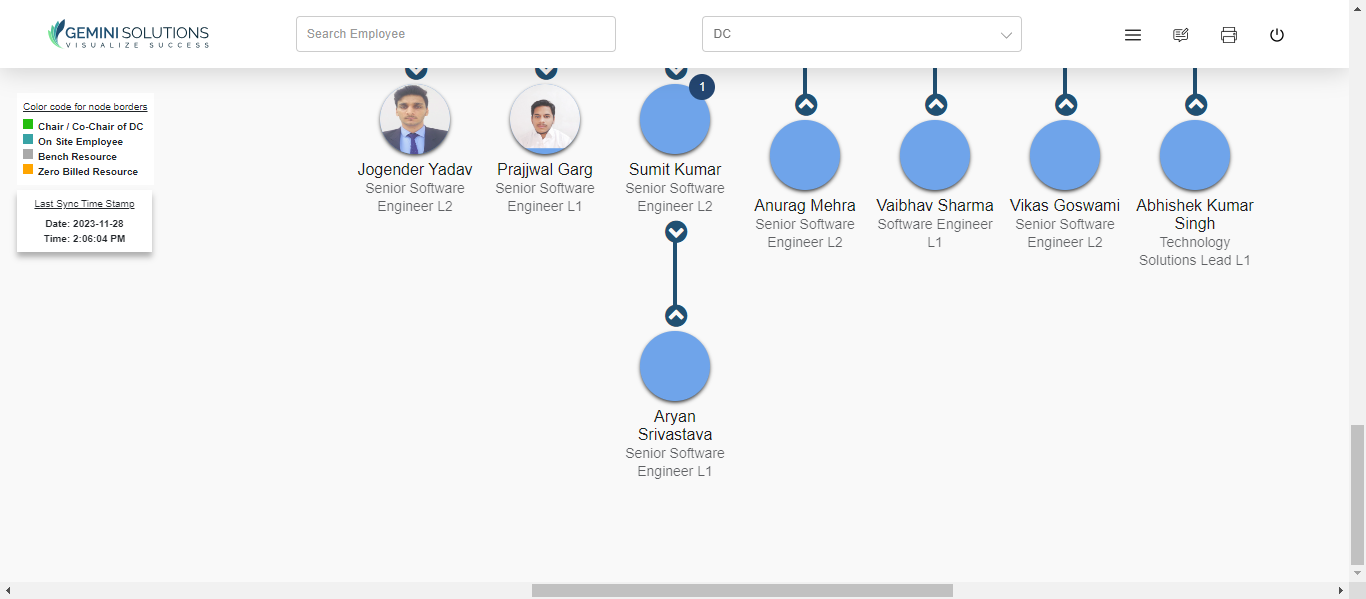 GEMINI SOLUTIONS
VISUALIZE SUCCESS
Search Employee
DC
Color code for node borders
Chair / Co-Chair of DC
On Site Employee
Bench Resource
Zero Billed Resource
Last Sync Time Stamp
Date: 2023-11-28
Time: 2:06:04 PM
1
Jogender Yadav
Senior Software
Engineer L2
Prajjwal Garg
Senior Software
Engineer L1
Sumit Kumar
Senior Software
Engineer L2
Anurag Mehra
Senior Software
Engineer L2
Vaibhav Sharma
Software Engineer
L1
Vikas Goswami
Senior Software
Engineer L2
Abhishek Kumar
Singh
Technology
Solutions Lead L1
Aryan
Srivastava
Senior Software
Engineer L1